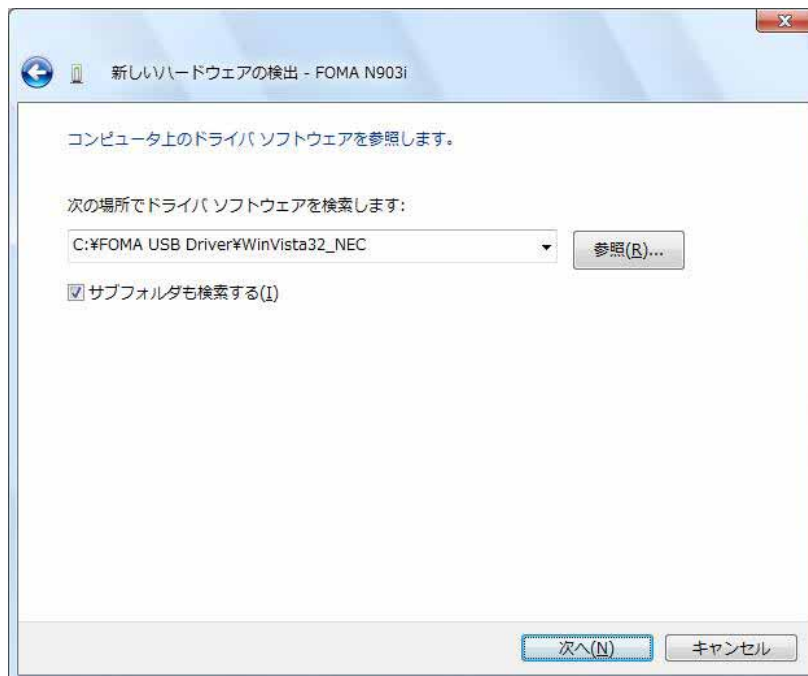 新しいハードウェアの検出 - FOMA N903i
コンピュータ上のドライバ ソフトウェアを参照します。
次の場所でドライバ ソフトウェアを検索します:
C:¥FOMA USB Driver¥WinVista32_NEC
参照(R)...
サブフォルダも検索する(I)
次へ(N)
キャンセル